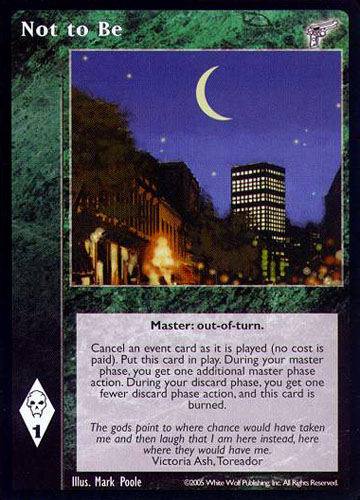 Not to Be
Master: out-of-turn.
Cancel an event card as it is played (no cost is
paid). Put this card in play. During your master
phase, you get one additional master phase
action. During your discard phase, you get one
fewer discard phase action, and this card is
burned.
The gods point to where chance would have taken
me and then laugh that I am here instead, here
where they would have me.
Victoria Ash, Toreador
1
Illus. Mark Poole
©2005 White Wolf Publishing, Inc. All Rights Reserved.